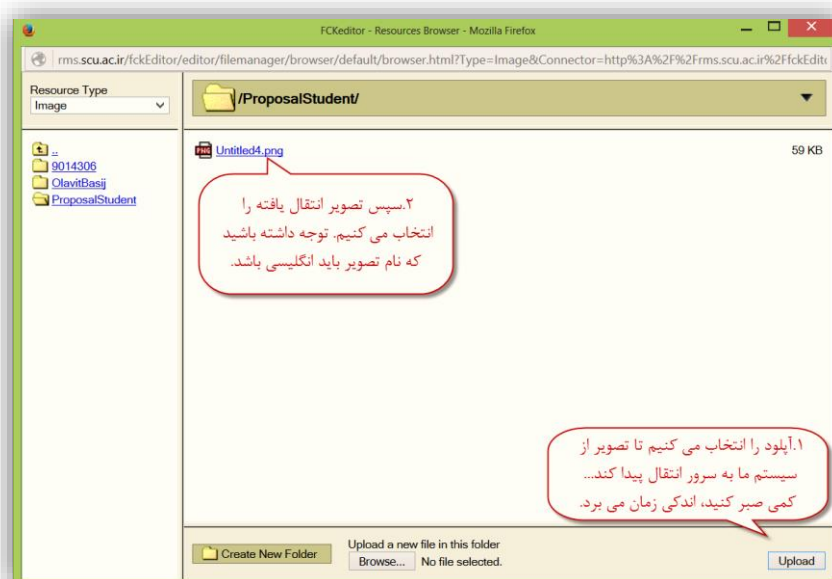 FCKeditor - Resources Browser - Mozilla Firefox
rms.scu.ac.ir/fckEditor/editor/filemanager/browser/default/browser.html?Type=Image&Connector=http%3A%2F%2Frms.scu.ac.ir%2FfckEdito
Resource Type
Image
/ProposalStudent/
..
9014306
OlavitBasij
ProposalStudent
Untitled4.png
59 KB
۲.سپس تصویر انتقال یافته را
انتخاب می کنیم. توجه داشته باشید
که نام تصویر باید انگلیسی باشد.
۱.آپلود را انتخاب می کنیم تا تصویر از
سیستم ما به سرور انتقال پیدا کند...
کمی صبر کنید، اندکی زمان می برد.
Create New Folder
Upload a new file in this folder
Browse... No file selected.
Upload